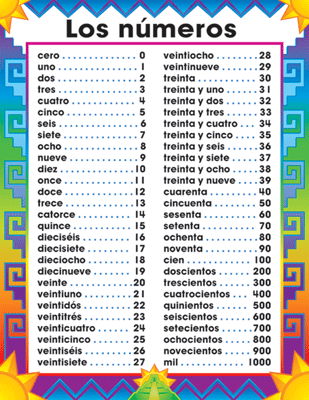 Los números
cero . . . . . . . . . . . . 0
uno . . . . . . . . . . . . 1
dos . . . . . . . . . . . . 2
tres . . . . . . . . . . . . 3
cuatro . . . . . . . . . . 4
cinco . . . . . . . . . . . 5
seis . . . . . . . . . . . . 6
siete . . . . . . . . . . . 7
ocho . . . . . . . . . . . 8
nueve . . . . . . . . . . 9
diez . . . . . . . . . . . 10
once . . . . . . . . . . 11
doce . . . . . . . . . . 12
trece . . . . . . . . . . 13
catorce . . . . . . . . 14
quince . . . . . . . . . 15
dieciséis . . . . . . . 16
diecisiete . . . . . . 17
dieciocho . . . . . . 18
diecinueve . . . . . 19
veinte . . . . . . . . . 20
veintiuno . . . . . . 21
veintidós . . . . . . . 22
veintitrés . . . . . . . 23
veinticuatro . . . . 24
veinticinco . . . . . 25
veintiséis . . . . . . . 26
veintisiete . . . . . . 27
veintiocho . . . . . . . 28
veintinueve . . . . . . 29
treinta . . . . . . . . . . . 30
treinta y uno . . . . . 31
treinta y dos . . . . . 32
treinta y tres . . . . . 33
treinta y cuatro . . . 34
treinta y cinco . . . . 35
treinta y seis . . . . . 36
treinta y siete . . . . 37
treinta y ocho . . . . 38
treinta y nueve . . . 39
cuarenta . . . . . . . . 40
cincuenta . . . . . . . 50
sesenta . . . . . . . . . 60
setenta . . . . . . . . . 70
ochenta . . . . . . . . 80
noventa . . . . . . . . 90
cien . . . . . . . . . . . 100
doscientos . . . . . 200
trescientos . . . . . 300
cuatrocientos . . . 400
quinientos . . . . . 500
seiscientos . . . . . 600
setecientos . . . . . 700
ochocientos . . . . 800
novecientos . . . . 900
mil . . . . . . . . . . . 1000